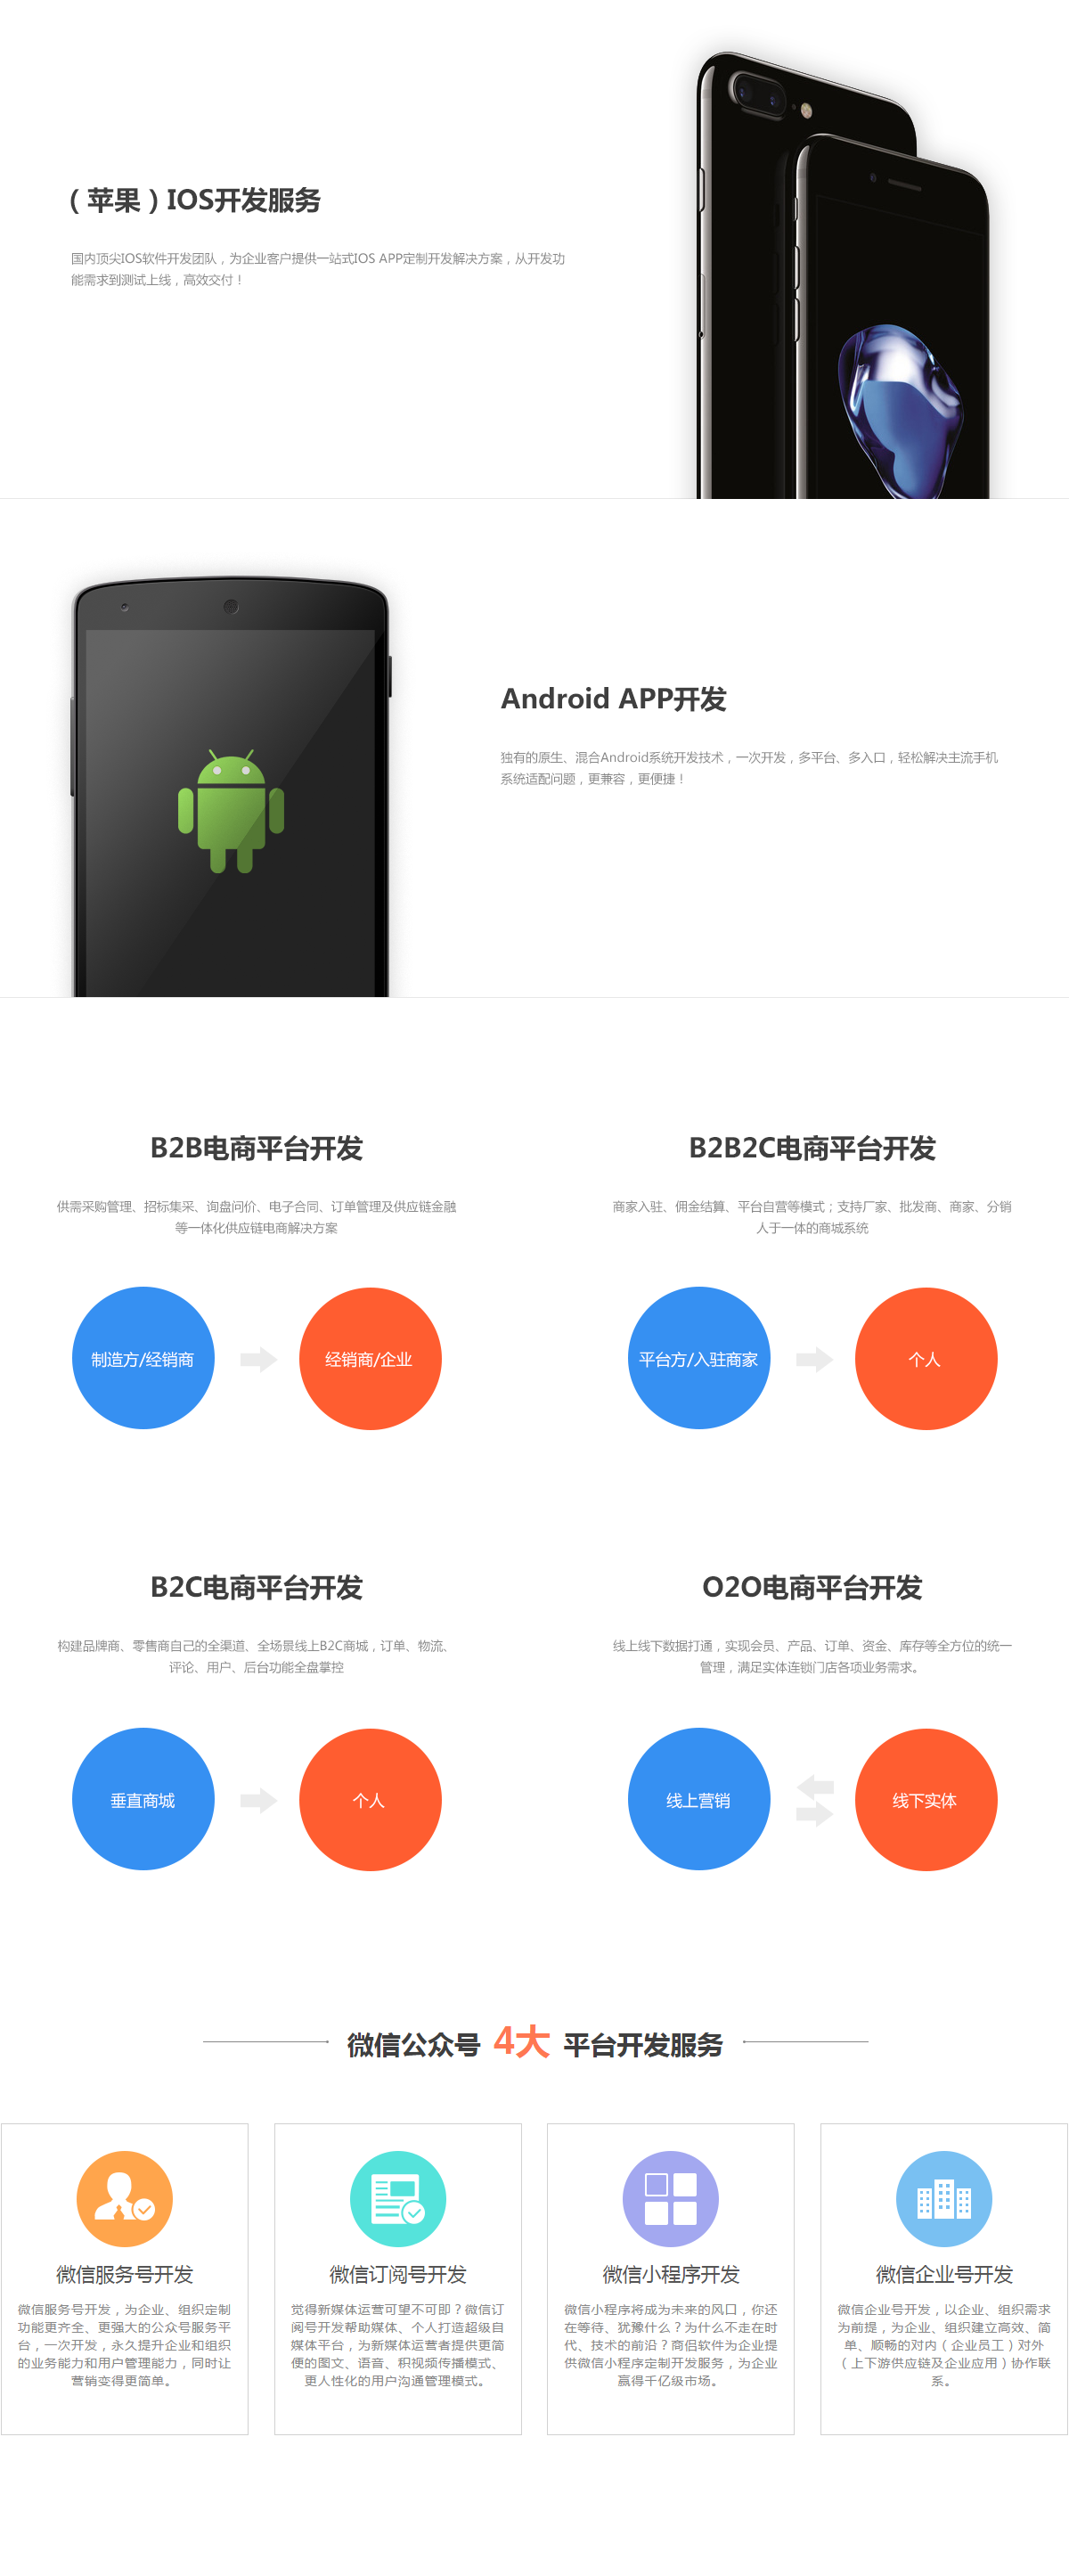 （苹果）IOS开发服务
国内顶尖IOS软件开发团队，为企业客户提供一站式IOS APP定制开发解决方案，从开发功
能需求到测试上线，高效交付！
Android APP开发
独有的原生、混合Android系统开发技术，一次开发，多平台、多入口，轻松解决主流手机
系统适配问题，更兼容，更便捷！
B2B电商平台开发
供需采购管理、招标集采、询盘问价、电子合同、订单管理及供应链金融
等一体化供应链电商解决方案
制造方/经销商
经销商/企业
B2B2C电商平台开发
商家入驻、佣金结算、平台自营等模式；支持厂家、批发商、商家、分销
人于一体的商城系统
平台方/入驻商家
个人
B2C电商平台开发
构建品牌商、零售商自己的全渠道、全场景线上B2C商城，订单、物流、
评论、用户、后台功能全盘掌控
垂直商城
个人
O2O电商平台开发
线上线下数据打通，实现会员、产品、订单、资金、库存等全方位的统一
管理，满足实体连锁门店各项业务需求。
线上营销
线下实体
微信公众号 4大 平台开发服务
微信服务号开发
微信服务号开发，为企业、组织定制
功能更齐全、更强大的公众号服务平
台，一次开发，永久提升企业和组织
的业务能力和用户管理能力，同时让
营销变得更简单。
微信订阅号开发
觉得新媒体运营可望不可即？微信订
阅号开发帮助媒体、个人打造超级自
媒体平台，为新媒体运营者提供更简
便的图文、语音、积视频传播模式、
更人性化的用户沟通管理模式。
微信小程序开发
微信小程序将成为未来的风口，你还
在等待、犹豫什么？为什么不走在时
代、技术的前沿？商侣软件为企业提
供微信小程序定制开发服务，为企业
赢得千亿级市场。
微信企业号开发
微信企业号开发，以企业、组织需求
为前提，为企业、组织建立高效、简
单、顺畅的对内（企业员工）对外
（上下游供应链及企业应用）协作联
系。